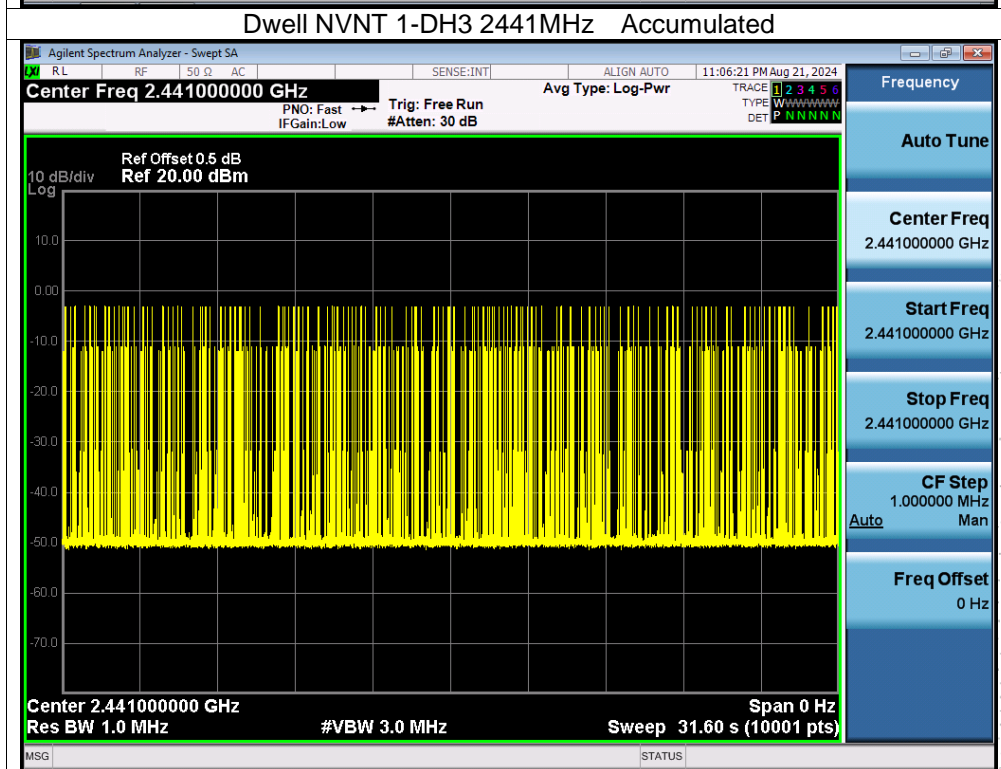 Dwell NVNT 1-DH3 2441MHz Accumulated
Agilent Spectrum Analyzer - Swept SA
LXI RL RF 50 Ω AC SENSE:INT ALIGN AUTO 11:06:21 PM Aug 21, 2024
Center Freq 2.441000000 GHz Avg Type: Log-Pwr TRACE 1 2 3 4 5 6
PNO: Fast Trig: Free Run TYPE WWWWWWW
IFGain:Low #Atten: 30 dB DET P N N N N N
Frequency
Auto Tune
Ref Offset 0.5 dB
10 dB/div Ref 20.00 dBm
Log
10.0
0.00
-10.0
-20.0
-30.0
-40.0
-50.0
-60.0
-70.0
Center Freq
2.441000000 GHz
Start Freq
2.441000000 GHz
Stop Freq
2.441000000 GHz
CF Step
1.000000 MHz
Auto Man
Freq Offset
0 Hz
Center 2.441000000 GHz Span 0 Hz
Res BW 1.0 MHz #VBW 3.0 MHz Sweep 31.60 s (10001 pts)
MSG STATUS